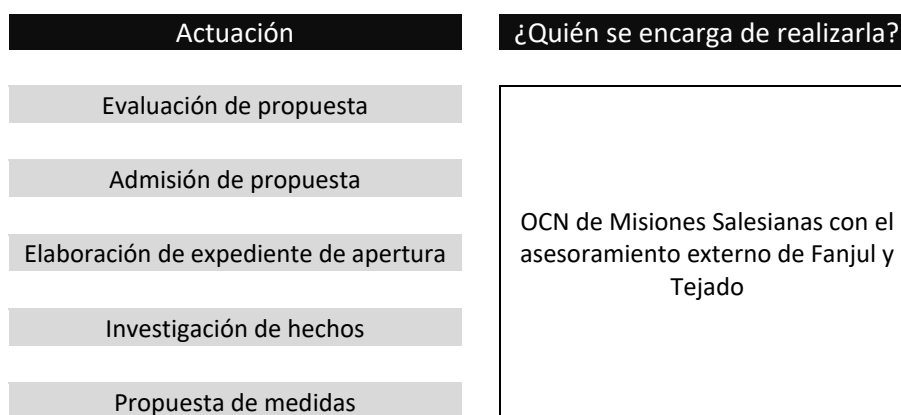 Actuación
¿Quién se encarga de realizarla?
Evaluación de propuesta
Admisión de propuesta
Elaboración de expediente de apertura
Investigación de hechos
Propuesta de medidas
OCN de Misiones Salesianas con el
asesoramiento externo de Fanjul y
Tejado